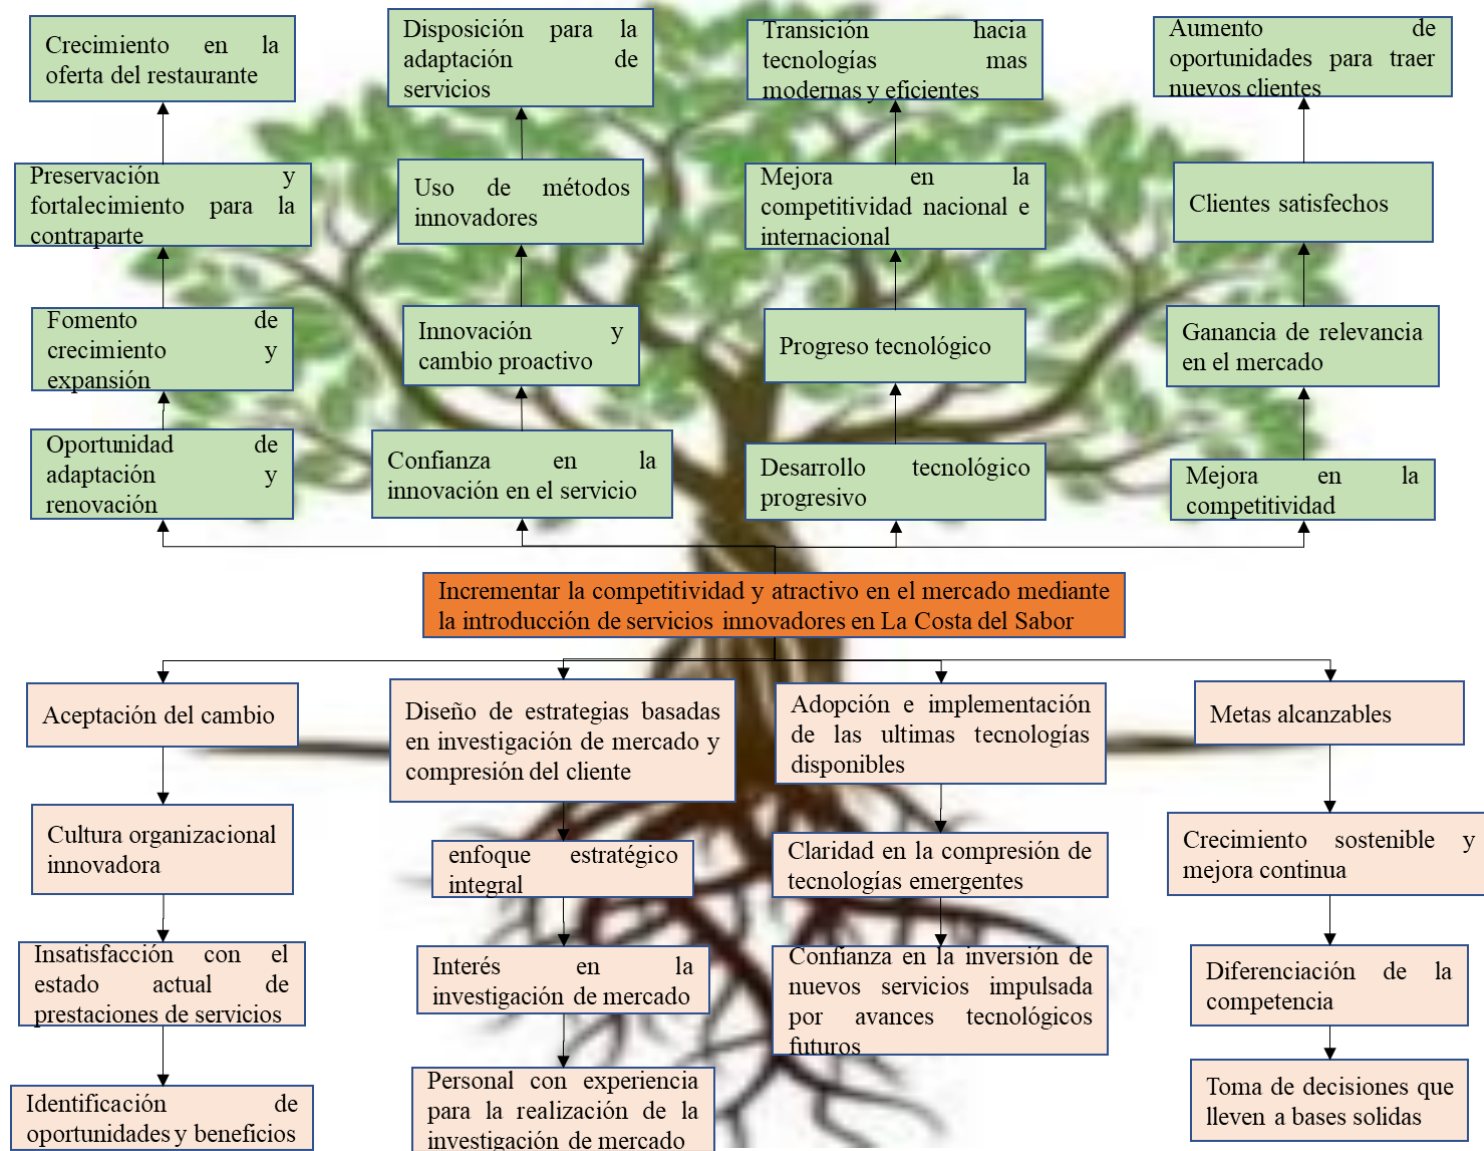 Crecimiento en la
oferta del restaurante
Disposición para la
adaptación de
servicios
Transición hacia
tecnologías mas
modernas y eficientes
Aumento de
oportunidades para traer
nuevos clientes
Preservación y
fortalecimiento para la
contraparte
Uso de métodos
innovadores
Mejora en la
competitividad nacional e
internacional
Clientes satisfechos
Fomento de
crecimiento y
expansión
Innovación y
cambio proactivo
Progreso tecnológico
Ganancia de relevancia
en el mercado
Oportunidad de
adaptación y
renovación
Confianza en la
innovación en el servicio
Desarrollo tecnológico
progresivo
Mejora en la
competitividad
Incrementar la competitividad y atractivo en el mercado mediante
la introducción de servicios innovadores en La Costa del Sabor
Aceptación del cambio
Diseño de estrategias basadas
en investigación de mercado y
compresión del cliente
Adopción e implementación
de las ultimas tecnologías
disponibles
Metas alcanzables
Cultura organizacional
innovadora
enfoque estratégico
integral
Claridad en la compresión de
tecnologías emergentes
Crecimiento sostenible y
mejora continua
Insatisfacción con el
estado actual de
prestaciones de servicios
Interés en la
investigación de mercado
Confianza en la inversión de
nuevos servicios impulsada
por avances tecnológicos
futuros
Diferenciación de la
competencia
Identificación de
oportunidades y beneficios
Personal con experiencia
para la realización de la
investigación de mercado
Toma de decisiones que
lleven a bases solidas